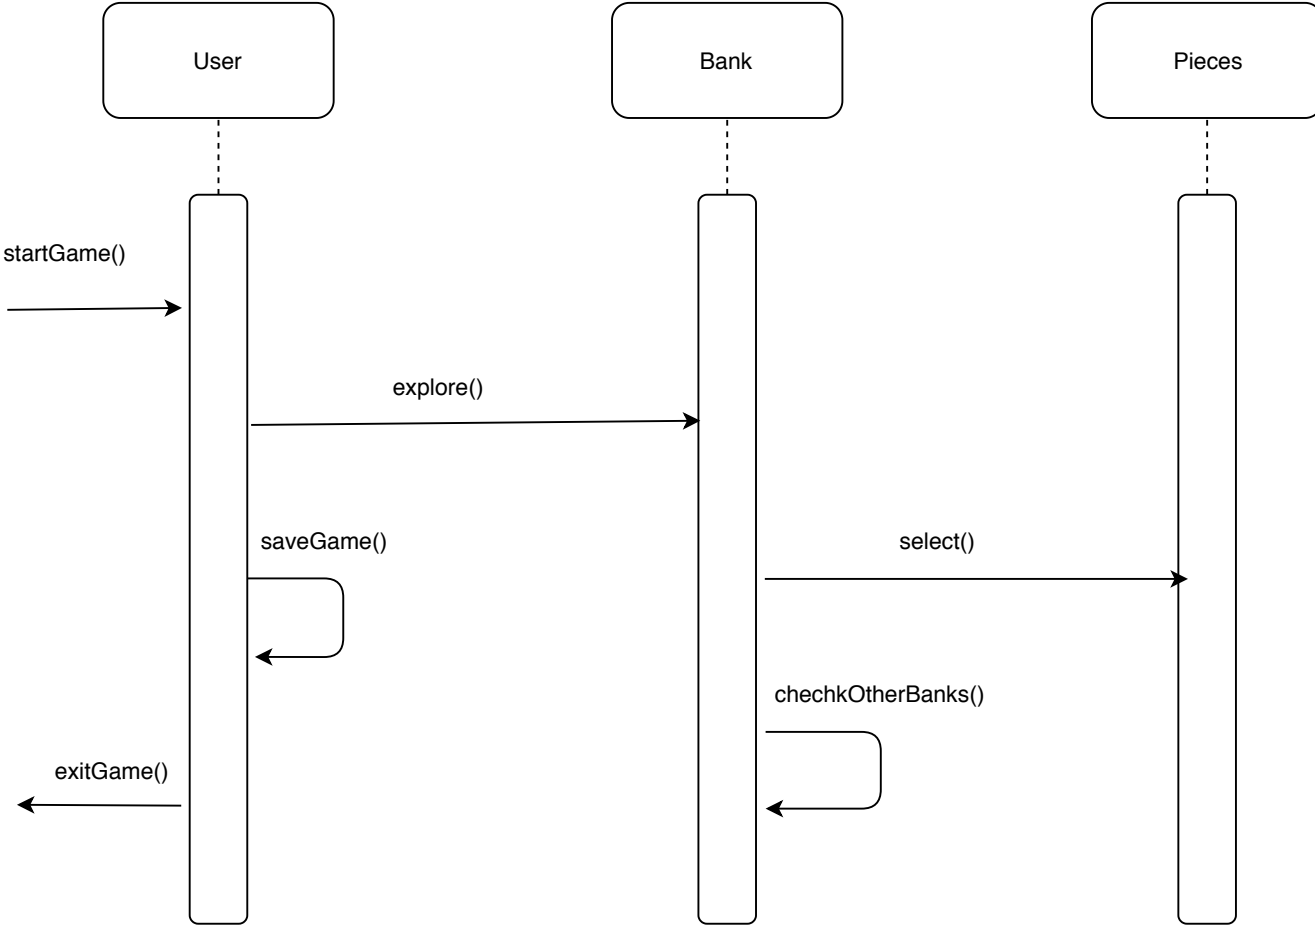 User
Bank
Pieces
startGame()
explore()
saveGame()
select()
chechkOtherBanks()
exitGame()